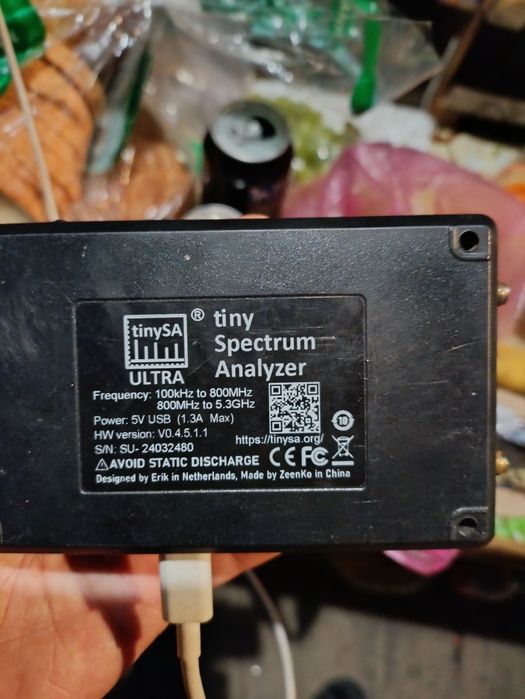 tinySA
ULTRA
® tiny
Spectrum
Analyzer
Frequency: 100kHz to 800MHz
800MHz to 5.3GHz
Power: 5V USB (1.3A Max)
HW version: V0.4.5.1.1
https://tinysa.org/
S/N: SU- 24032480
10
⚠AVOID STATIC DISCHARGE CE FC
Designed by Erik in Netherlands, Made by ZeenKo in China